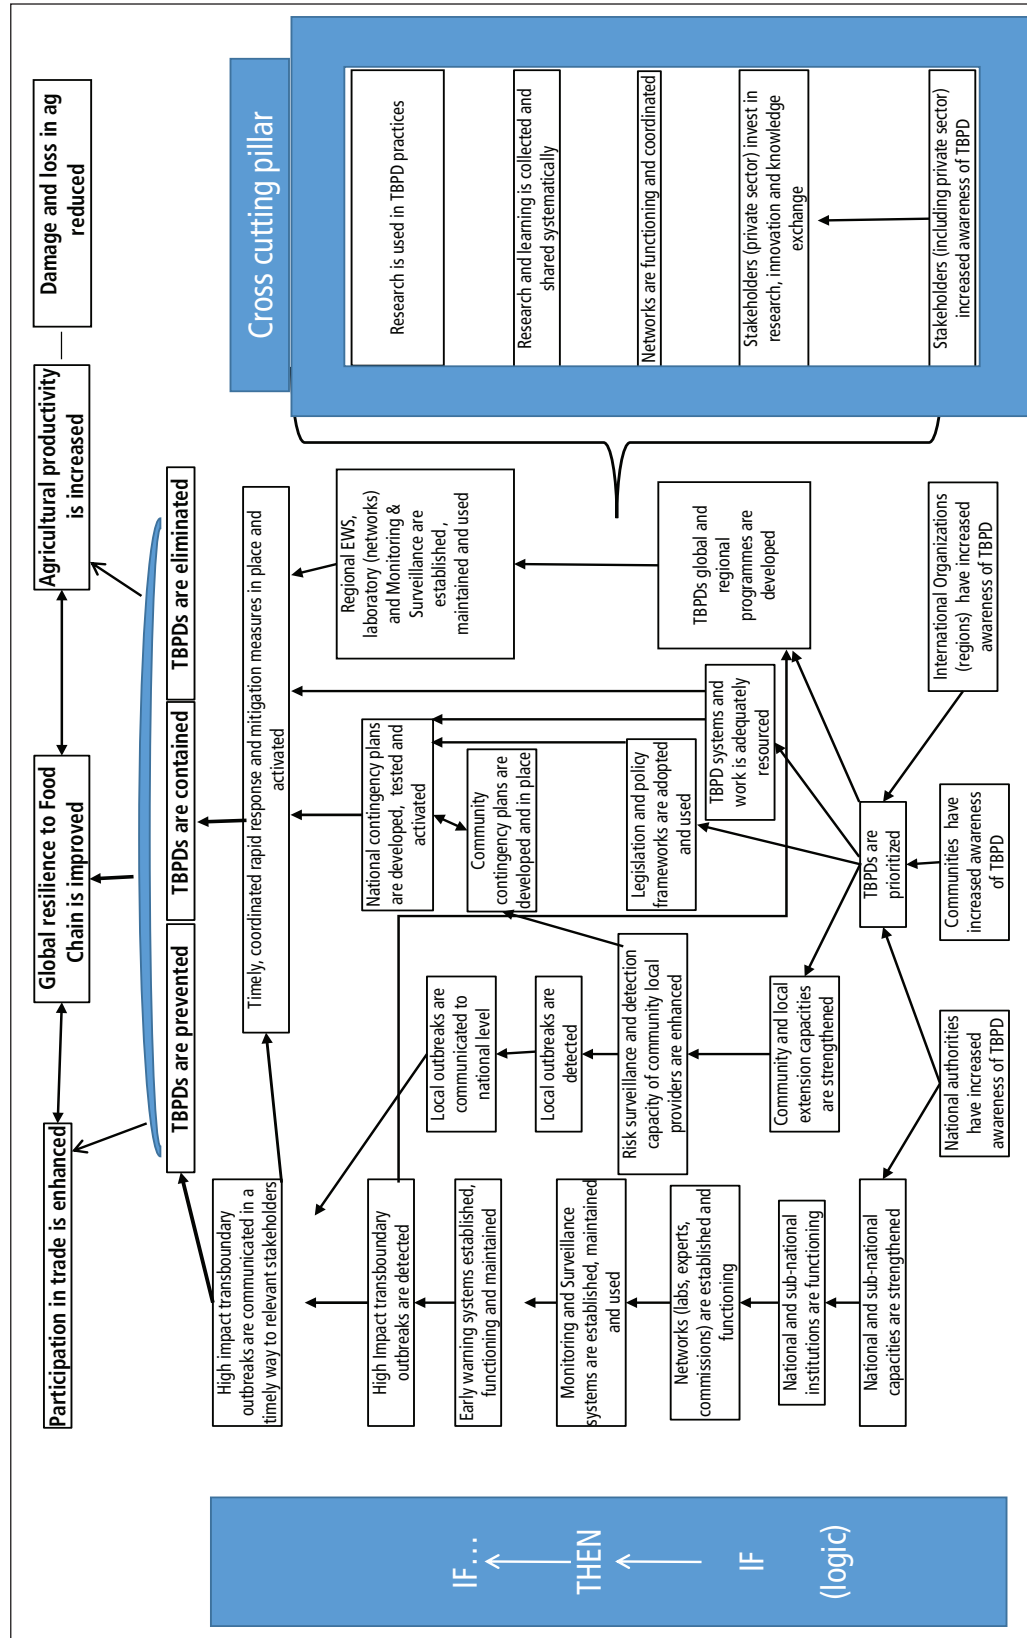 Participation in trade is enhanced
Global resilience to Food
Chain is improved
Agricultural productivity
is increased
Damage and loss in ag
reduced
TBPDs are prevented
TBPDs are contained
TBPDs are eliminated
Cross cutting pillar
High impact transboundary
outbreaks are communicated in a
timely way to relevant stakeholders
Timely, coordinated rapid response and mitigation measures in place and
activated
High Impact transboundary
outbreaks are detected
Local outbreaks are
communicated to
national level
National contingency plans
are developed, tested and
activated
Regional EWS,
laboratory (networks)
and Monitoring &
Surveillance are
established,
maintained and used
Research is used in TBPD practices
Early warning systems established,
functioning and maintained
Local outbreaks are
detected
Community
contingency plans are
developed and in place
Research and learning is collected and
shared systematically
Monitoring and Surveillance
systems are established, maintained
and used
Risk surveillance and detection
capacity of community local
providers are enhanced
Legislation and policy
frameworks are adopted
and used
Networks are functioning and coordinated
Networks (labs, experts,
commissions) are established and
functioning
TBPD systems and
work is adequately
resourced
TBPDs global and
regional
programmes are
developed
Stakeholders (private sector) invest in
research, innovation and knowledge
exchange
National and sub-national
institutions are functioning
Community and local
extension capacities
are strengthened
National and sub-national
capacities are strengthened
TBPDs are
prioritized
Stakeholders (including private sector)
increased awareness of TBPD
National authorities
have increased
awareness of TBPD
Communities have
increased awareness
of TBPD
International Organizations
(regions) have increased
awareness of TBPD
IF...
THEN
IF
(logic)